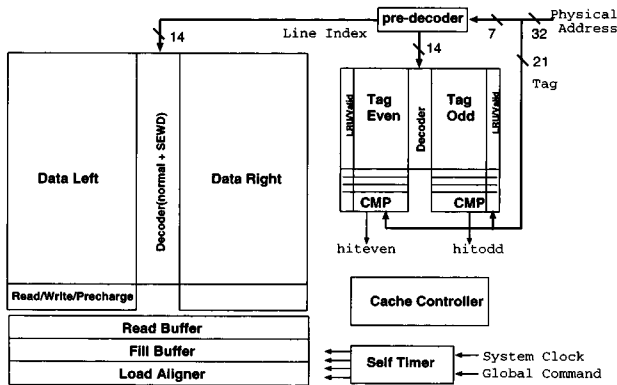 pre-decoder
Physical
Address
14
Line Index
7
32
14
21
Tag
LRU/Valid
Tag
Even
Decoder
Tag
Odd
LRU/Valid
Data Left
Decoder(normal + SEWD)
Data Right
CMP
CMP
hiteven
hitodd
Read/Write/Precharge
Cache Controller
Read Buffer
Fill Buffer
Load Aligner
Self Timer
System Clock
Global Command